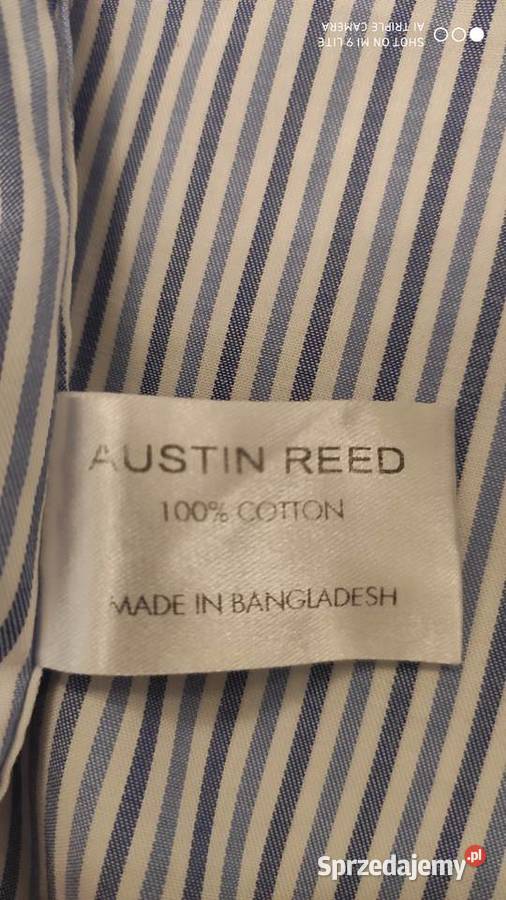 SHOT ON MI 9 LITE
AI TRIPLE CAMERA
AUSTIN REED
100% COTTON
MADE IN BANGLADESH
Sprzedajemy.pl